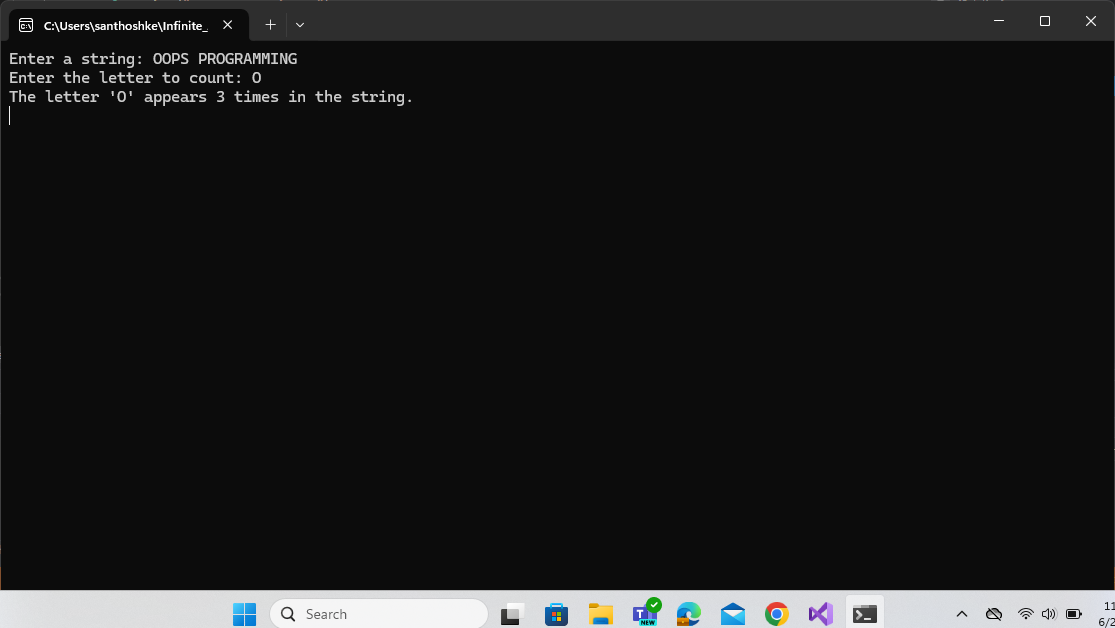 C:\Users\santhoshke\Infinite_
Enter a string: OOPS PROGRAMMING
Enter the letter to count: O
The letter 'O' appears 3 times in the string.
Search
NEW
11
6/2